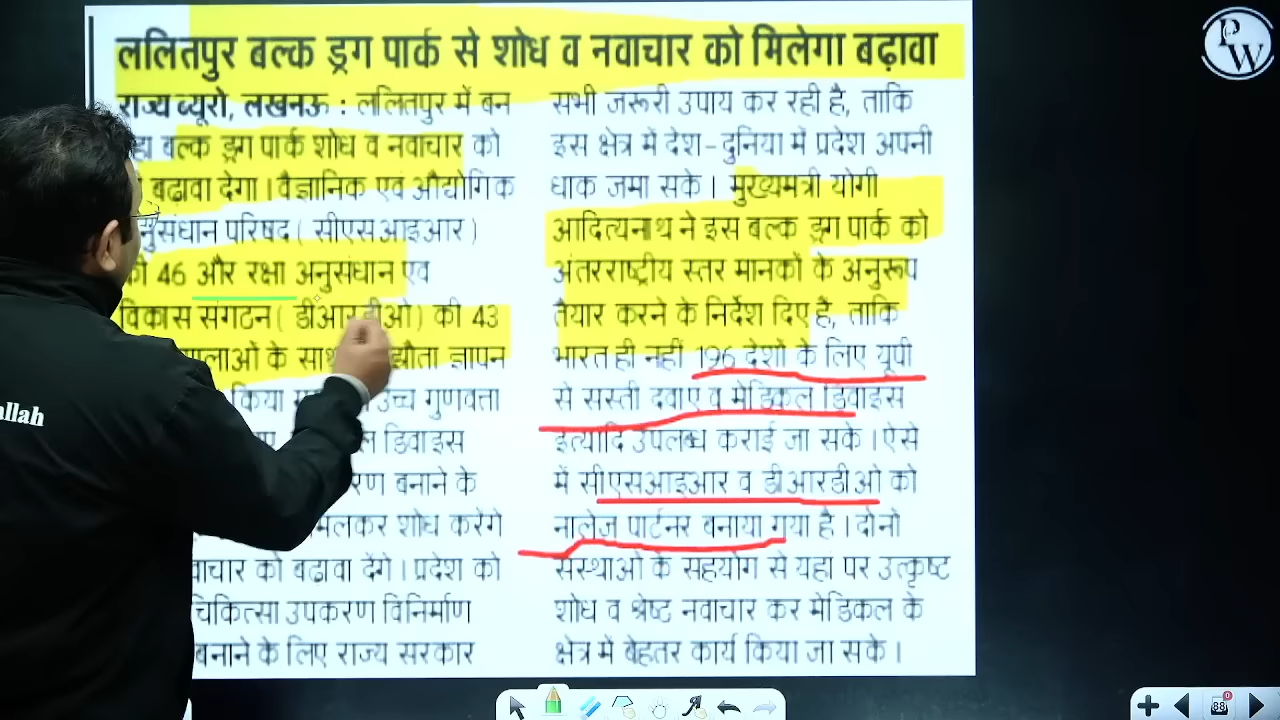 ललितपुर बल्क ड्रग पार्क से शोध व नवाचार को मिलेगा बढ़ावा
राज्य ब्यूरो, लखनऊ : ललितपुर में बन
बल्क ड्रग पार्क शोध व नवाचार को
बढ़ावा देगा। वैज्ञानिक एवं औद्योगिक
अनुसंधान परिषद (सीएसआइआर)
46 और रक्षा अनुसंधान एवं
विकास संगठन (डीआरडीओ) की 43
के साथ ज्ञापन
किया उच्च गुणवत्ता
डिवाइस
बनाने के
मिलकर शोध करेंगे
को बढ़ावा देंगे। प्रदेश को
चिकित्सा उपकरण विनिर्माण
बनाने के लिए राज्य सरकार
सभी जरूरी उपाय कर रही है, ताकि
इस क्षेत्र में देश-दुनिया में प्रदेश अपनी
धाक जमा सके। मुख्यमंत्री योगी
आदित्यनाथ ने इस बल्क ड्रग पार्क को
अंतरराष्ट्रीय स्तर मानकों के अनुरूप
तैयार करने के निर्देश दिए हैं, ताकि
भारत ही नहीं 196 देशों के लिए यूपी
से सस्ती दवाएं व मेडिकल डिवाइस
इत्यादि उपलब्ध कराई जा सके। ऐसे
में सीएसआइआर व डीआरडीओ को
नालेज पार्टनर बनाया गया है। दोनों
संस्थाओं के सहयोग से यहां पर उत्कृष्ट
शोध व श्रेष्ट नवाचार कर मेडिकल के
क्षेत्र में बेहतर कार्य किया जा सके।
PW
allah
88